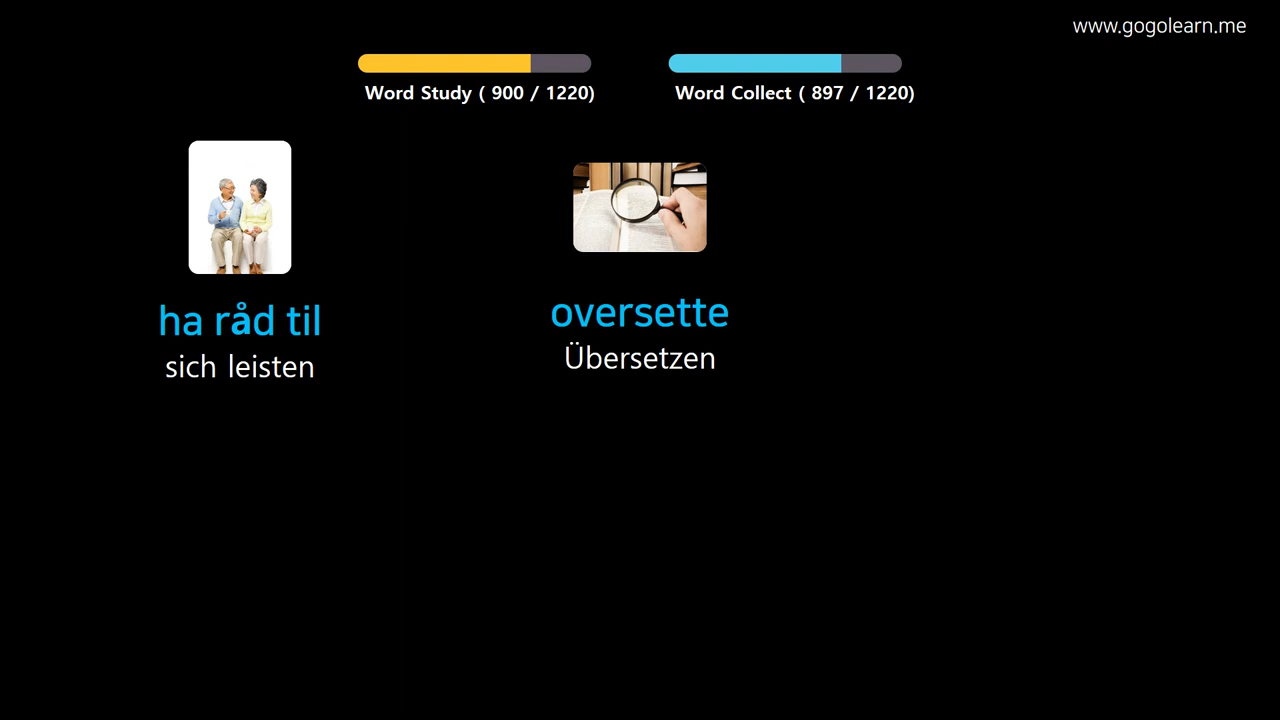 www.gogolearn.me
Word Study ( 900 / 1220)
Word Collect ( 897 / 1220)
ha råd til
sich leisten
oversette
Übersetzen